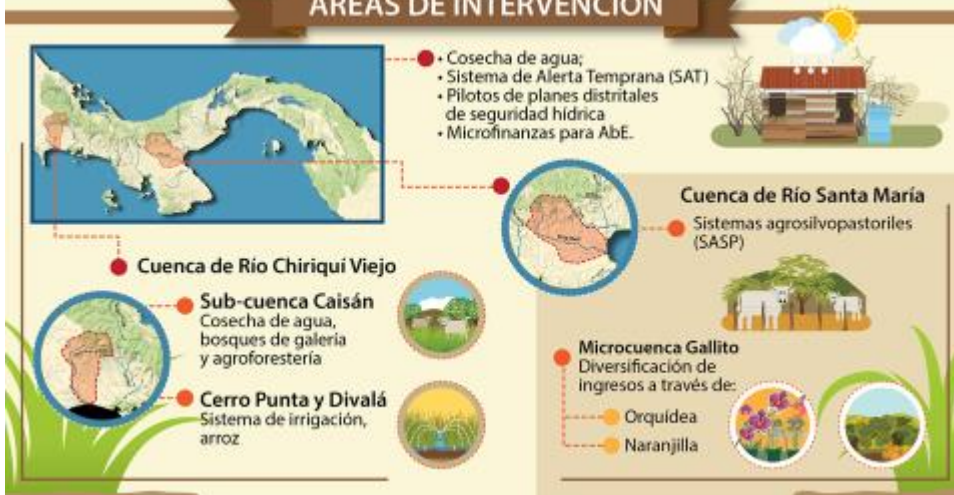 ÁREAS DE INTERVENCIÓN
• Cosecha de agua;
• Sistema de Alerta Temprana (SAT)
• Pilotos de planes distritales
de seguridad hídrica
• Microfinanzas para AbE.
Cuenca de Río Santa María
Sistemas agrosilvopastoriles
(SASP)
Cuenca de Río Chiriquí Viejo
Sub-cuenca Caisán
Cosecha de agua,
bosques de galería
y agroforestería
Cerro Punta y Divalá
Sistema de irrigación,
arroz
Microcuenca Gallito
Diversificación de
ingresos a través de:
Orquídea
Naranjilla